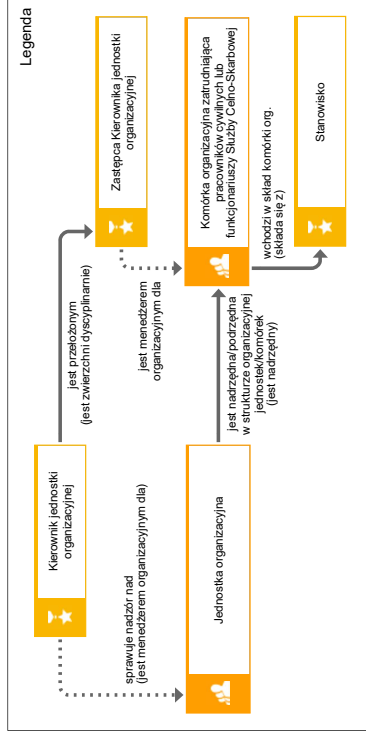 Legenda
Kierownik jednostki
organizacyjnej
jest przełożonym
(jest zwierzchni dyscyplinarnie)
Zastępca Kierownika jednostki
organizacyjnej
sprawuje nadzór nad
(jest menedżerem organizacyjnym dla)
jest menedżerem
organizacyjnym dla
Jednostka organizacyjna
jest nadrzędna/podrzędna
w strukturze organizacyjnej
jednostek/komórek
(jest nadrzędny)
Komórka organizacyjna zatrudniająca
pracowników cywilnych lub
funkcjonariuszy Służby Celno-Skarbowej
wchodzi w skład komórki org.
(składa się z)
Stanowisko